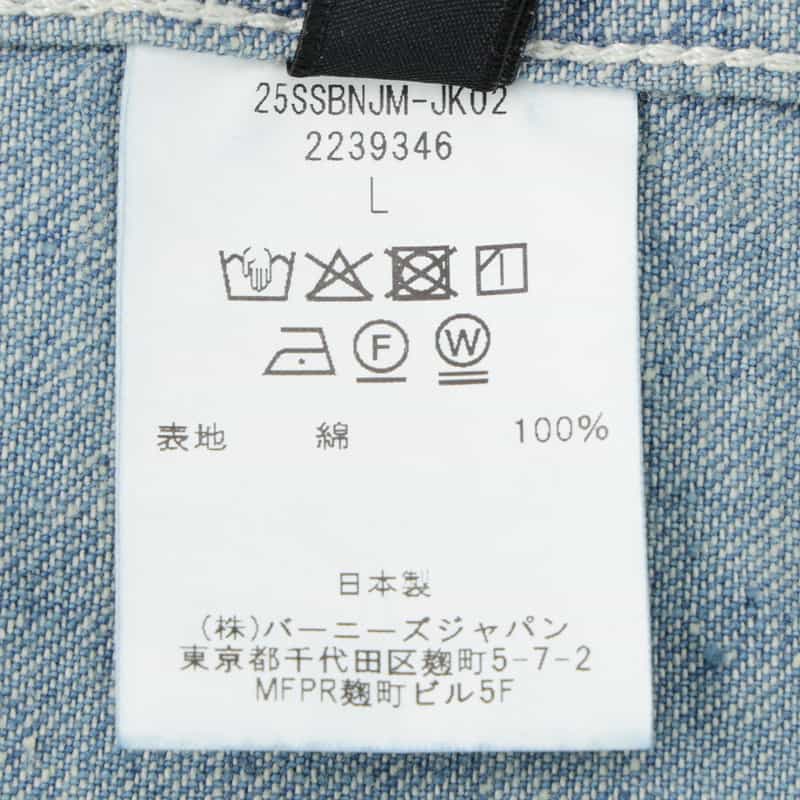 25SSBNJM-JK02
2239346
L
F W
表地 綿 100%
日本製
(株)バーニーズジャパン
東京都千代田区麹町5-7-2
MFPR麹町ビル5F